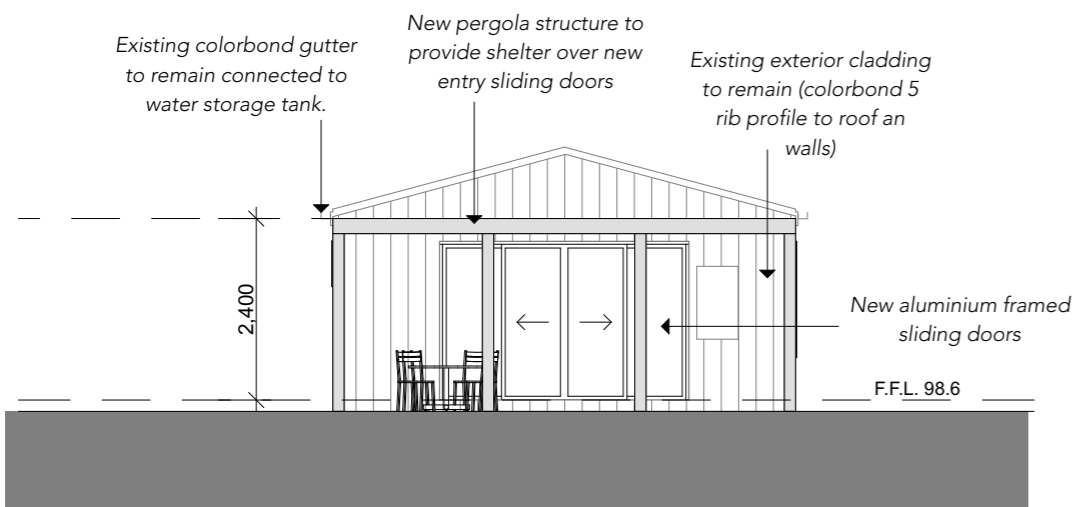 Existing colorbond gutter
to remain connected to
water storage tank.
New pergola structure to
provide shelter over new
entry sliding doors
Existing exterior cladding
to remain (colorbond 5
rib profile to roof an
walls)
2,400
New aluminium framed
sliding doors
F.F.L. 98.6